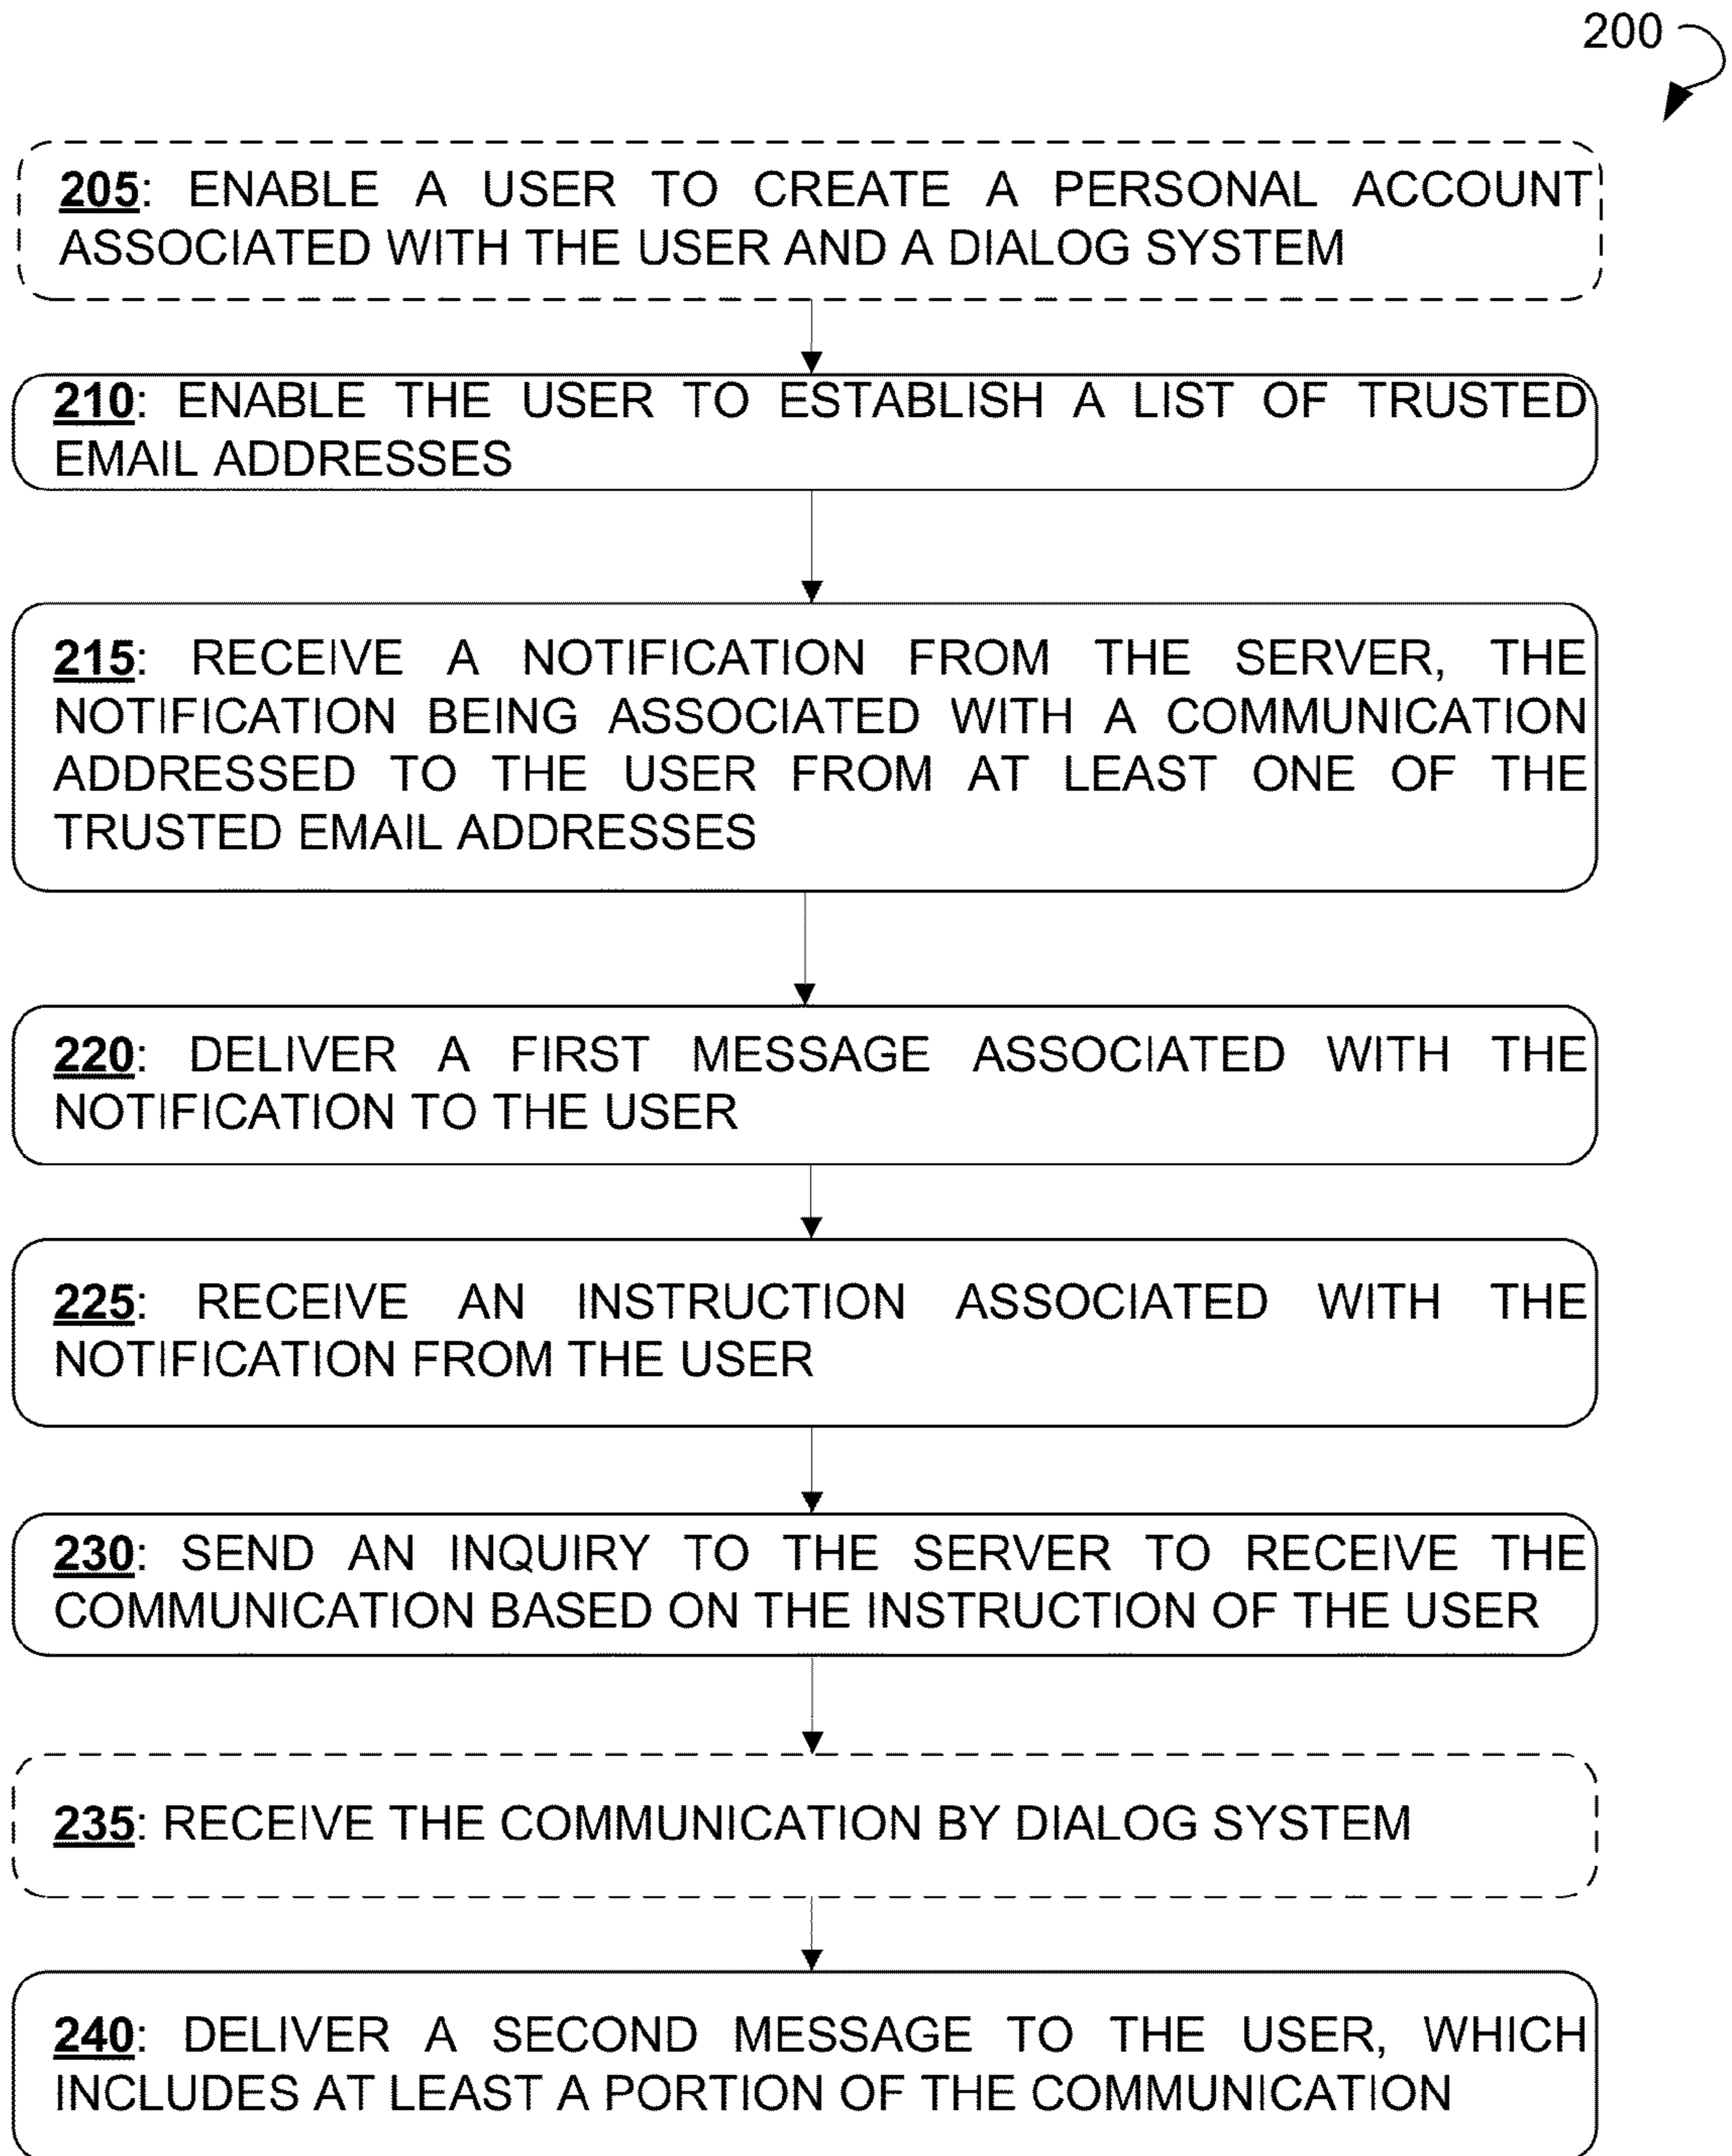 200
205: ENABLE A USER TO CREATE A PERSONAL ACCOUNT
ASSOCIATED WITH THE USER AND A DIALOG SYSTEM
210: ENABLE THE USER TO ESTABLISH A LIST OF TRUSTED
EMAIL ADDRESSES
215: RECEIVE A NOTIFICATION FROM THE SERVER, THE
NOTIFICATION BEING ASSOCIATED WITH A COMMUNICATION
ADDRESSED TO THE USER FROM AT LEAST ONE OF THE
TRUSTED EMAIL ADDRESSES
220: DELIVER A FIRST MESSAGE ASSOCIATED WITH THE
NOTIFICATION TO THE USER
225: RECEIVE AN INSTRUCTION ASSOCIATED WITH THE
NOTIFICATION FROM THE USER
230: SEND AN INQUIRY TO THE SERVER TO RECEIVE THE
COMMUNICATION BASED ON THE INSTRUCTION OF THE USER
235: RECEIVE THE COMMUNICATION BY DIALOG SYSTEM
240: DELIVER A SECOND MESSAGE TO THE USER, WHICH
INCLUDES AT LEAST A PORTION OF THE COMMUNICATION